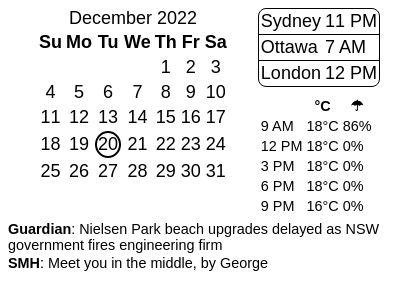 December 2022
Su Mo Tu We Th Fr Sa
1 2 3
4 5 6 7 8 9 10
11 12 13 14 15 16 17
18 19 20 21 22 23 24
25 26 27 28 29 30 31
Sydney 11 PM
Ottawa 7 AM
London 12 PM
°C ☂
9 AM 18°C 86%
12 PM 18°C 0%
3 PM 18°C 0%
6 PM 18°C 0%
9 PM 16°C 0%
Guardian: Nielsen Park beach upgrades delayed as NSW
government fires engineering firm
SMH: Meet you in the middle, by George